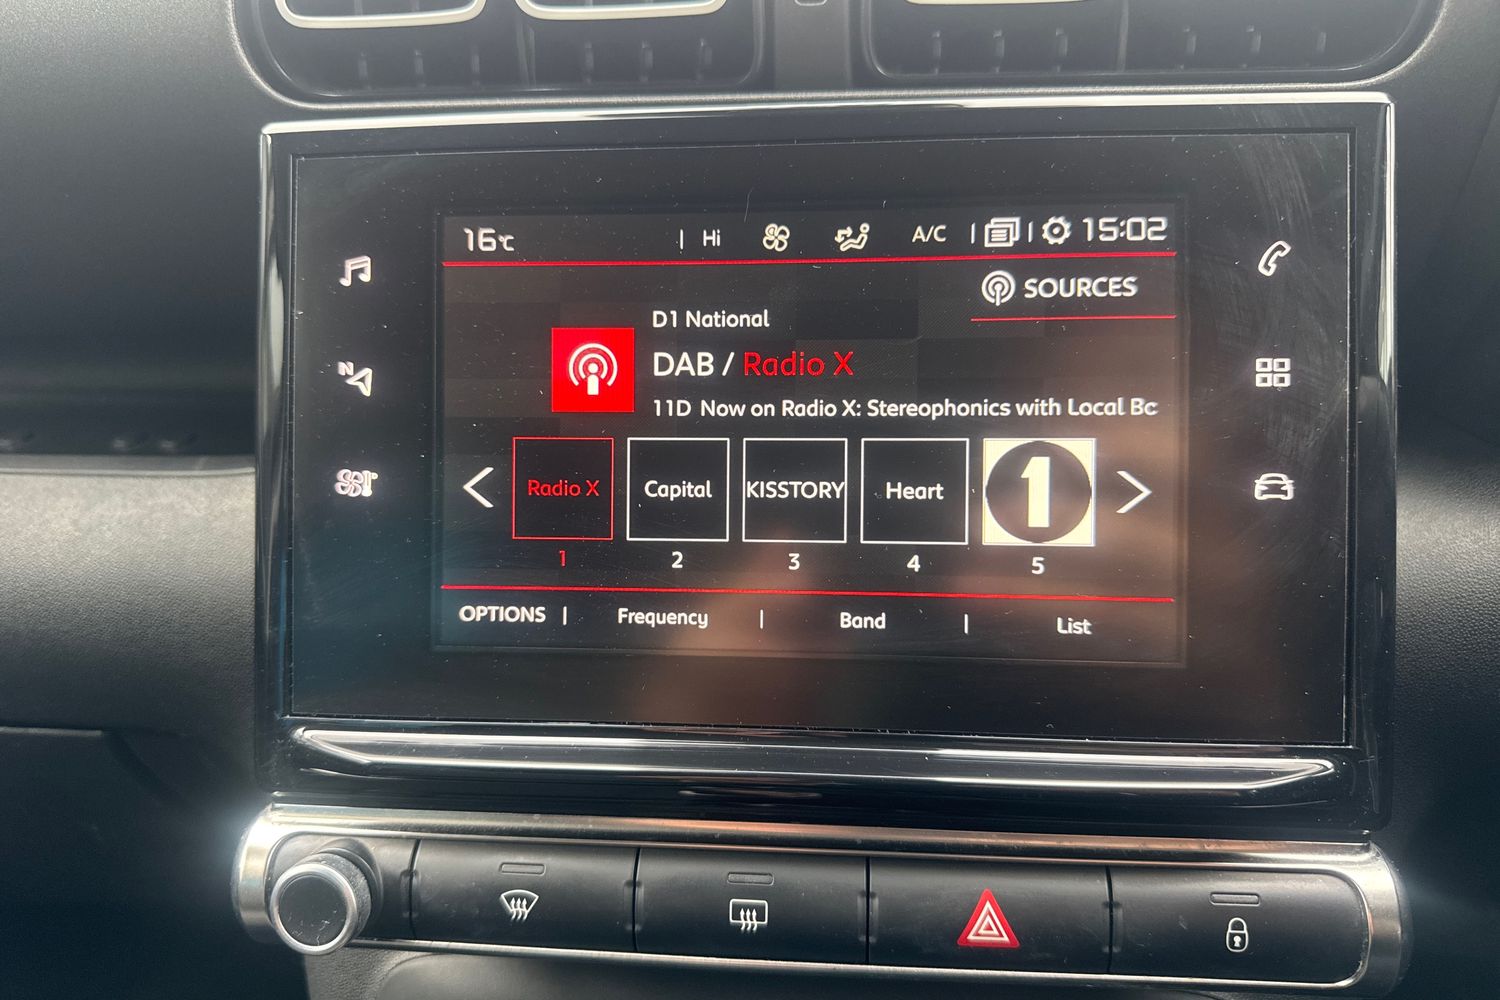 16°C | Hi A/C | | 15:02
SOURCES
D1 National
DAB / Radio X
11D Now on Radio X: Stereophonics with Local Bc
Radio X Capital KISSTORY Heart 1
1 2 3 4 5
OPTIONS | Frequency | Band | List
N